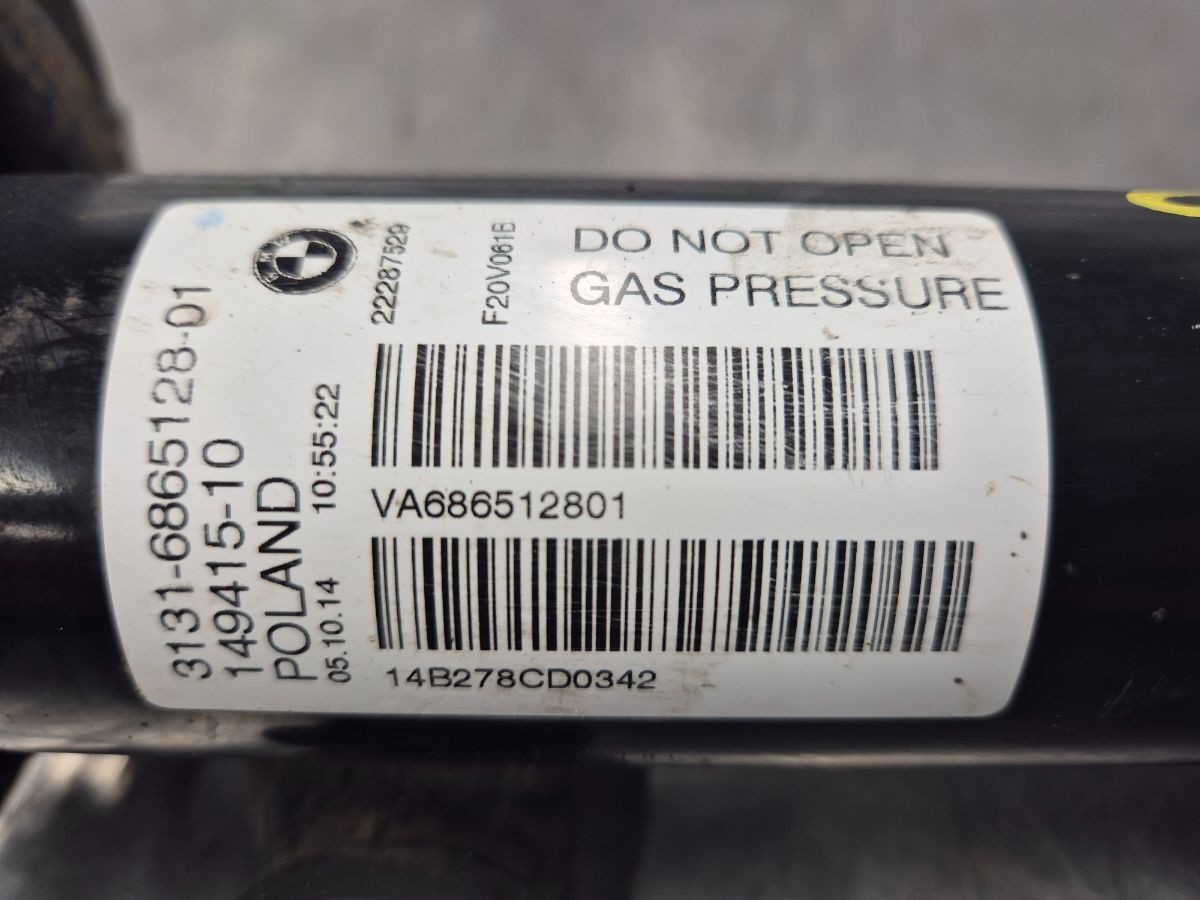 3131-6865128-01
149415-10
POLAND
05.10.14 10:55:22
22287529
F20V061B
DO NOT OPEN
GAS PRESSURE
VA686512801
14B278CD0342